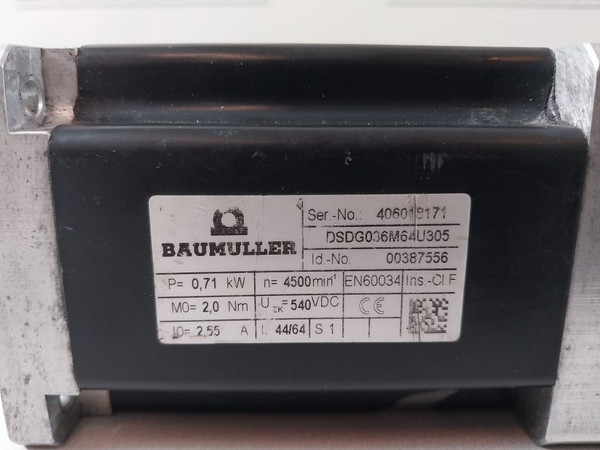 BAUMULLER
Ser.-No.: 406019171
DSDG036M64U305
Id.-No. 00387556
P= 0,71 kW n= 4500min⁻¹ EN60034 Ins.-Cl F
M0= 2,0 Nm Uzk=540VDC CE
I0= 2,55 A I. 44/64 S 1